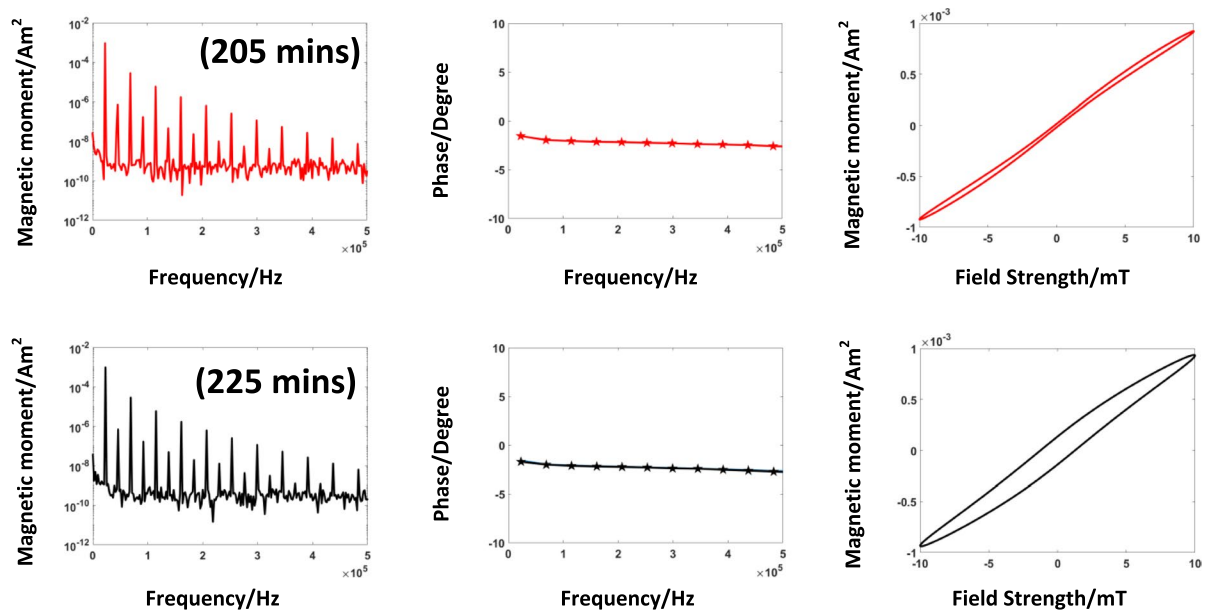 Magnetic moment/Am²
10⁻²
10⁻⁴
10⁻⁶
10⁻⁸
10⁻¹⁰
10⁻¹²
(205 mins)
0 1 2 3 4 5
×10⁵
Frequency/Hz
Phase/Degree
10
5
0
-5
-10
0 1 2 3 4 5
×10⁵
Frequency/Hz
Magnetic moment/Am²
×10⁻³
1
0.5
0
-0.5
-1
-10 -5 0 5 10
Field Strength/mT
Magnetic moment/Am²
10⁻²
10⁻⁴
10⁻⁶
10⁻⁸
10⁻¹⁰
10⁻¹²
(225 mins)
0 1 2 3 4 5
×10⁵
Frequency/Hz
Phase/Degree
10
5
0
-5
-10
0 1 2 3 4 5
×10⁵
Frequency/Hz
Magnetic moment/Am²
×10⁻³
1
0.5
0
-0.5
-1
-10 -5 0 5 10
Field Strength/mT